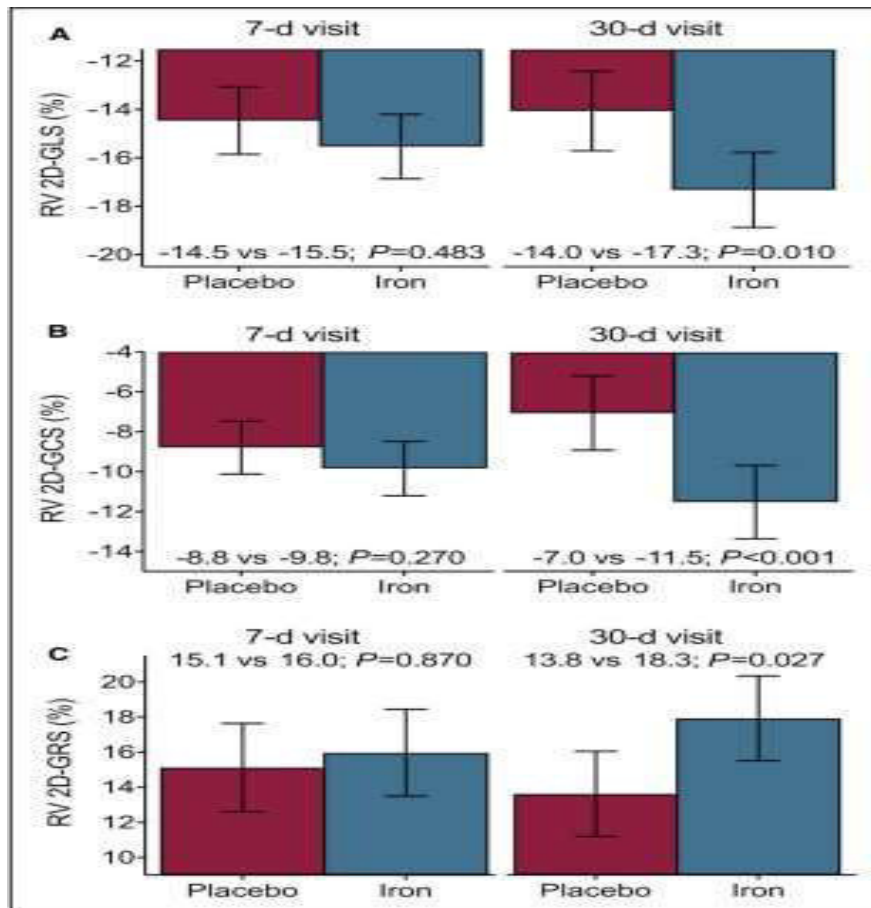 A
7-d visit 30-d visit
RV 2D-GLS (%)
-12
-14
-16
-18
-20
-14.5 vs -15.5; P=0.483 -14.0 vs -17.3; P=0.010
Placebo Iron Placebo Iron
B
7-d visit 30-d visit
RV 2D-GCS (%)
-4
-6
-8
-10
-12
-14
-8.8 vs -9.8; P=0.270 -7.0 vs -11.5; P<0.001
Placebo Iron Placebo Iron
C
7-d visit 30-d visit
15.1 vs 16.0; P=0.870 13.8 vs 18.3; P=0.027
RV 2D-GRS (%)
20
18
16
14
12
10
Placebo Iron Placebo Iron